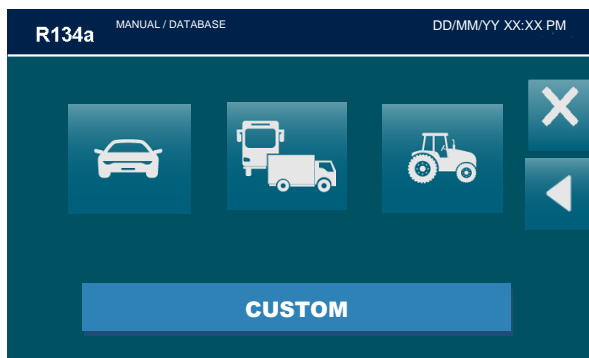 R134a
MANUAL / DATABASE
DD/MM/YY XX:XX PM
CUSTOM